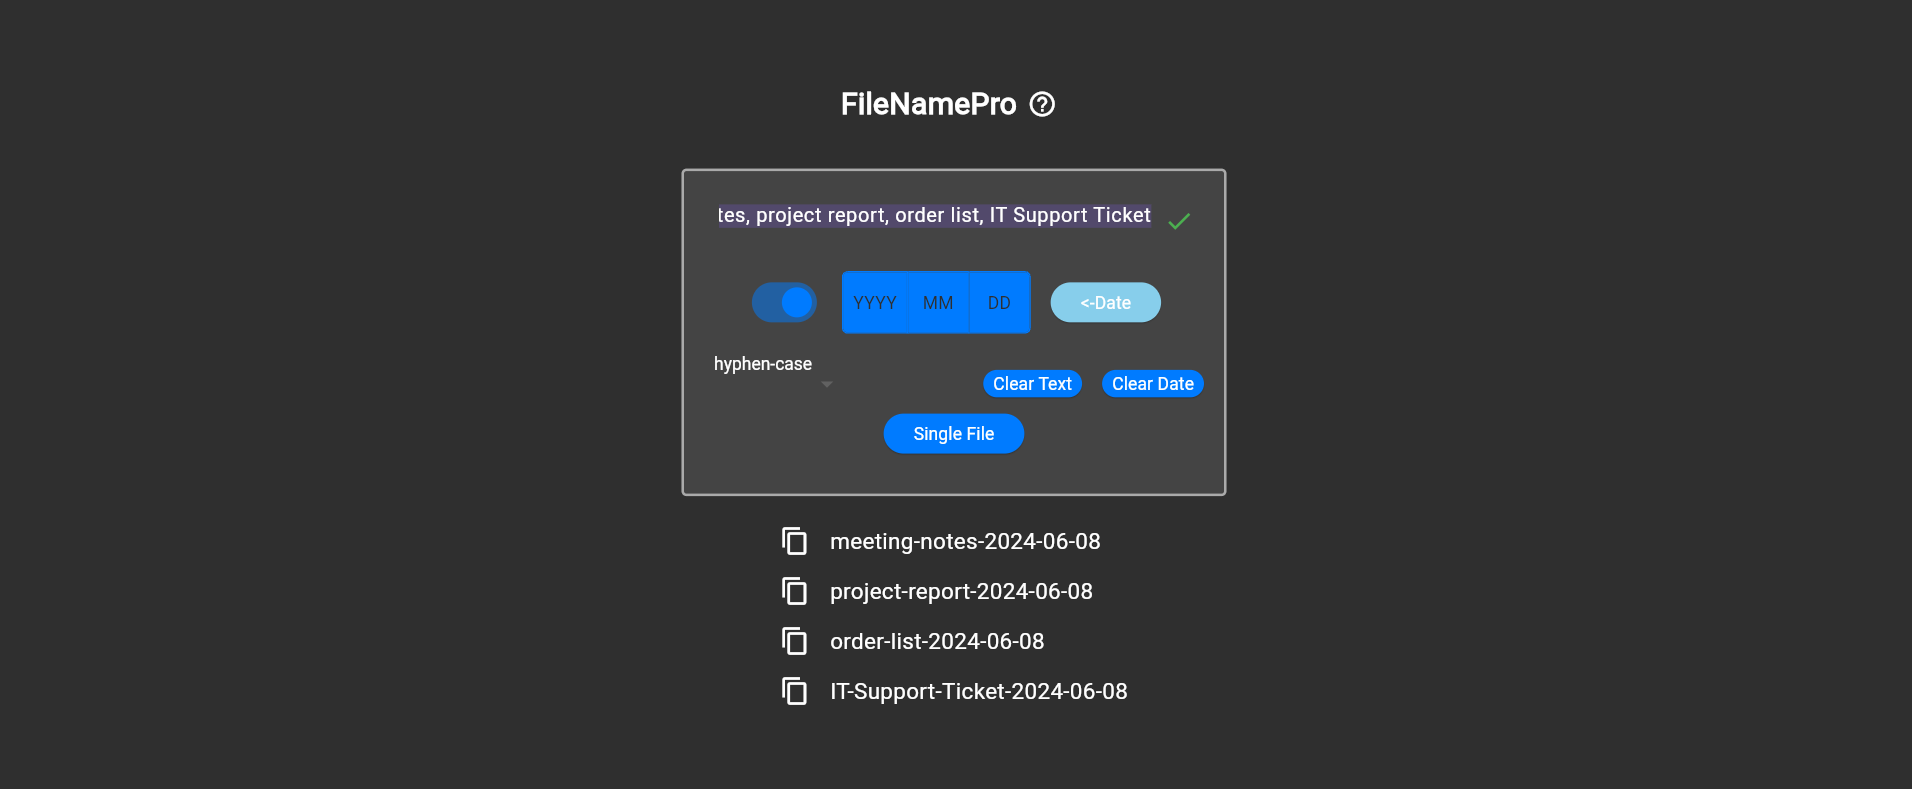 FileNamePro
tes, project report, order list, IT Support Ticket
YYYY MM DD <-Date
hyphen-case
Clear Text Clear Date
Single File
meeting-notes-2024-06-08
project-report-2024-06-08
order-list-2024-06-08
IT-Support-Ticket-2024-06-08